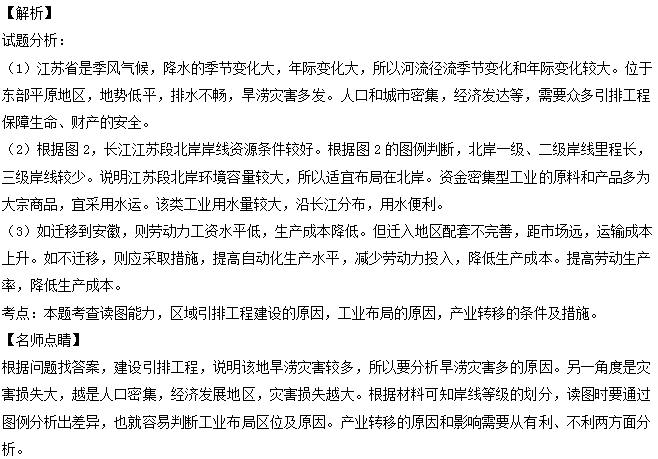 【解析】
试题分析：
（1）江苏省是季风气候，降水的季节变化大，年际变化大，所以河流径流季节变化和年际变化较大。位于
东部平原地区，地势低平，排水不畅，旱涝灾害多发。人口和城市密集，经济发达等，需要众多引排工程
保障生命、财产的安全。
（2）根据图 2，长江江苏段北岸岸线资源条件较好。根据图 2 的图例判断，北岸一级、二级岸线里程长，
三级岸线较少。说明江苏段北岸环境容量较大，所以适宜布局在北岸。资金密集型工业的原料和产品多为
大宗商品，宜采用水运。该类工业用水量较大，沿长江分布，用水便利。
（3）如迁移到安徽，则劳动力工资水平低，生产成本降低。但迁入地区配套不完善，距市场远，运输成本
上升。如不迁移，则应采取措施，提高自动化生产水平，减少劳动力投入，降低生产成本。提高劳动生产
率，降低生产成本。
考点：本题考查读图能力，区域引排工程建设的原因，工业布局的原因，产业转移的条件及措施。
【名师点睛】
根据问题找答案，建设引排工程，说明该地旱涝灾害较多，所以要分析旱涝灾害多的原因。另一角度是灾
害损失大，越是人口密集，经济发展地区，灾害损失越大。根据材料可知岸线等级的划分，读图时要通过
图例分析出差异，也就容易判断工业布局区位及原因。产业转移的原因和影响需要从有利、不利两方面分
析。